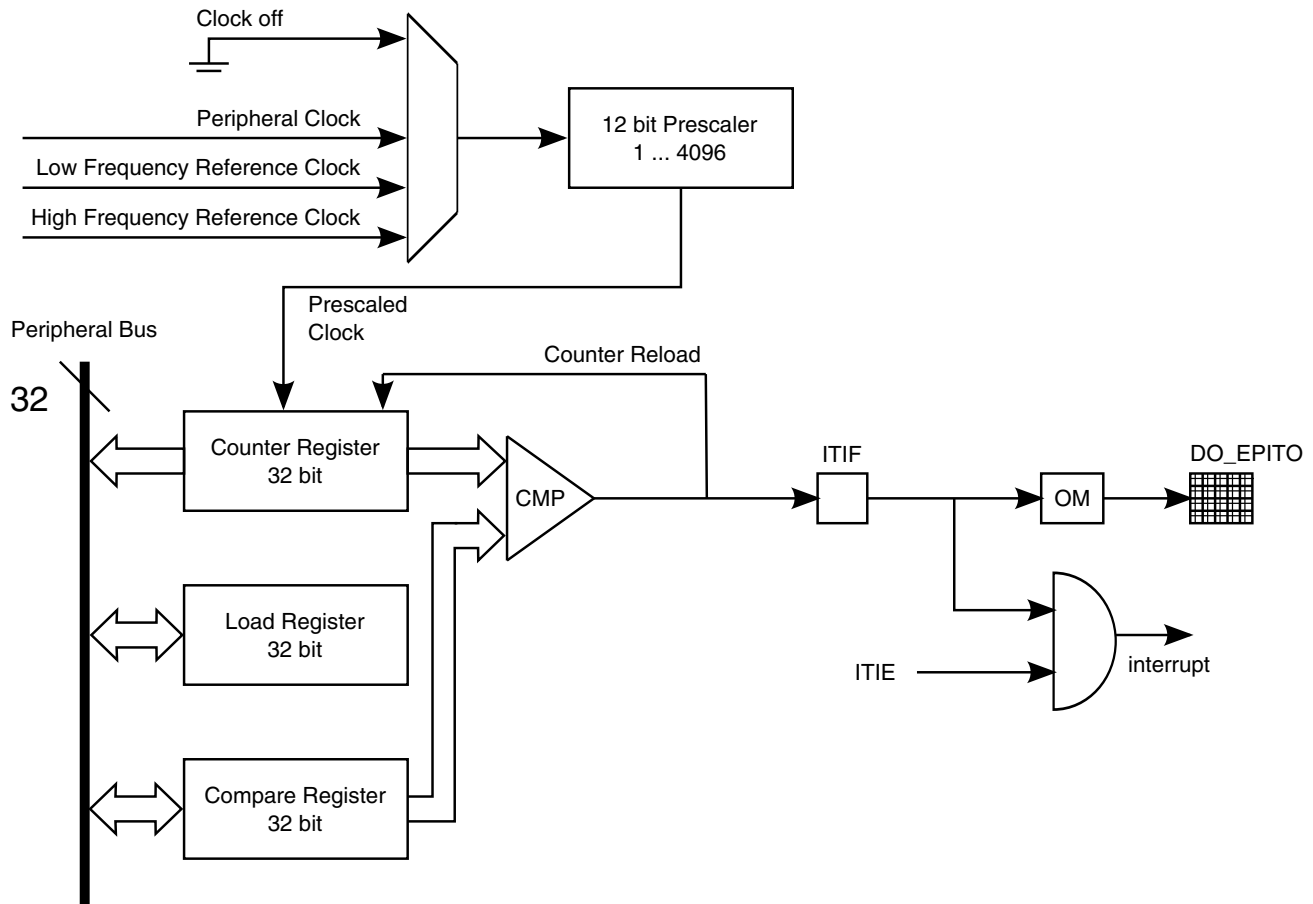 Clock off
Peripheral Clock
Low Frequency Reference Clock
High Frequency Reference Clock
12 bit Prescaler
1 ... 4096
Prescaled
Clock
Peripheral Bus
32
Counter Reload
Counter Register
32 bit
CMP
ITIF
OM
DO_EPITO
Load Register
32 bit
ITIE
interrupt
Compare Register
32 bit